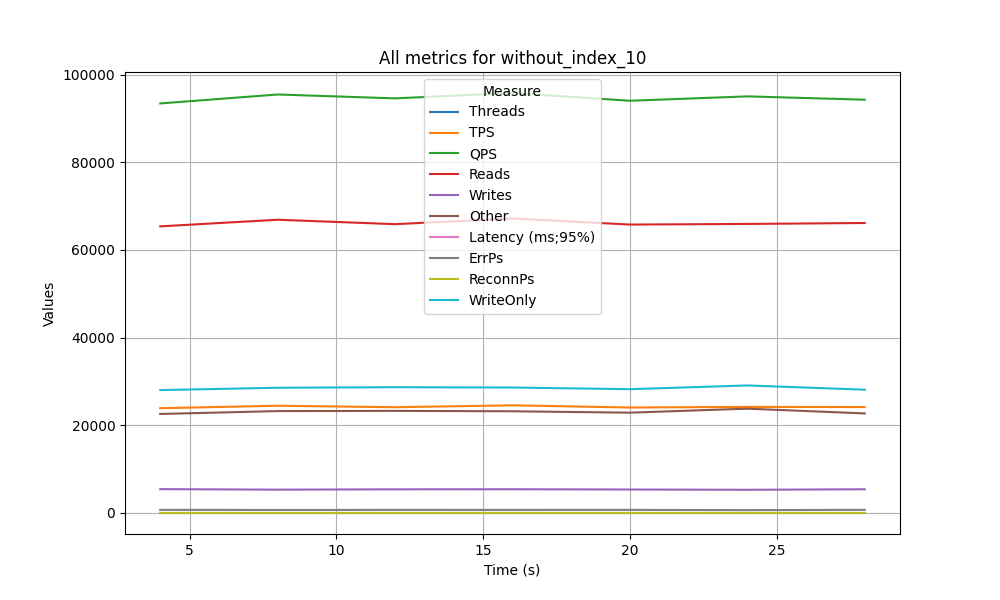 All metrics for without_index_10
100000
80000
60000
40000
20000
0
Values
Measure
Threads
TPS
QPS
Reads
Writes
Other
Latency (ms;95%)
ErrPs
ReconnPs
WriteOnly
5
10
15
20
25
Time (s)